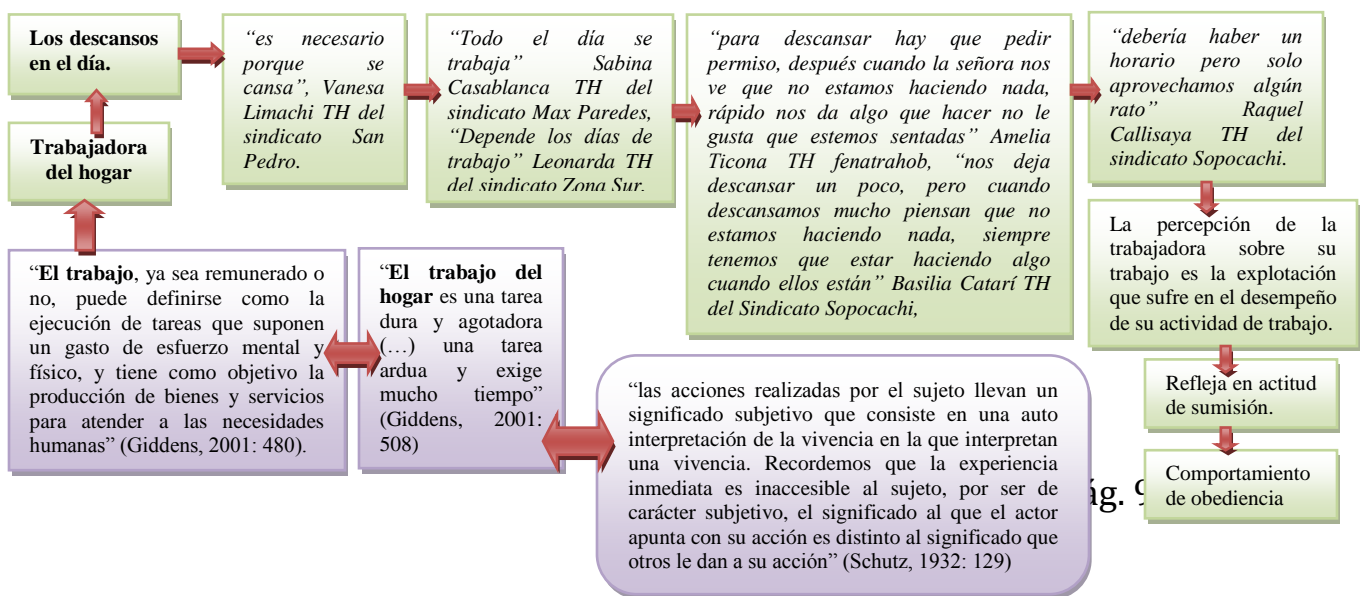 Los descansos
en el día.
Trabajadora
del hogar
“es necesario
porque se
cansa”, Vanesa
Limachi TH del
sindicato San
Pedro.
“Todo el día se
trabaja” Sabina
Casablanca TH del
sindicato Max Paredes,
“Depende los días de
trabajo” Leonarda TH
del sindicato Zona Sur.
“para descansar hay que pedir
permiso, después cuando la señora nos
ve que no estamos haciendo nada,
rápido nos da algo que hacer no le
gusta que estemos sentadas” Amelia
Ticona TH fenatrahob, “nos deja
descansar un poco, pero cuando
descansamos mucho piensan que no
estamos haciendo nada, siempre
tenemos que estar haciendo algo
cuando ellos están” Basilia Catarí TH
del Sindicato Sopocachi,
“debería haber un
horario pero solo
aprovechamos algún
rato” Raquel
Callisaya TH del
sindicato Sopocachi.
La percepción de la
trabajadora sobre su
trabajo es la explotación
que sufre en el desempeño
de su actividad de trabajo.
Refleja en actitud
de sumisión.
Comportamiento
de obediencia
“El trabajo, ya sea remunerado o
no, puede definirse como la
ejecución de tareas que suponen
un gasto de esfuerzo mental y
físico, y tiene como objetivo la
producción de bienes y servicios
para atender a las necesidades
humanas” (Giddens, 2001: 480).
“El trabajo del
hogar es una tarea
dura y agotadora
(…) una tarea
ardua y exige
mucho tiempo”
(Giddens, 2001:
508)
“las acciones realizadas por el sujeto llevan un
significado subjetivo que consiste en una auto
interpretación de la vivencia en la que interpretan
una vivencia. Recordemos que la experiencia
inmediata es inaccesible al sujeto, por ser de
carácter subjetivo, el significado al que el actor
apunta con su acción es distinto al significado que
otros le dan a su acción” (Schutz, 1932: 129)